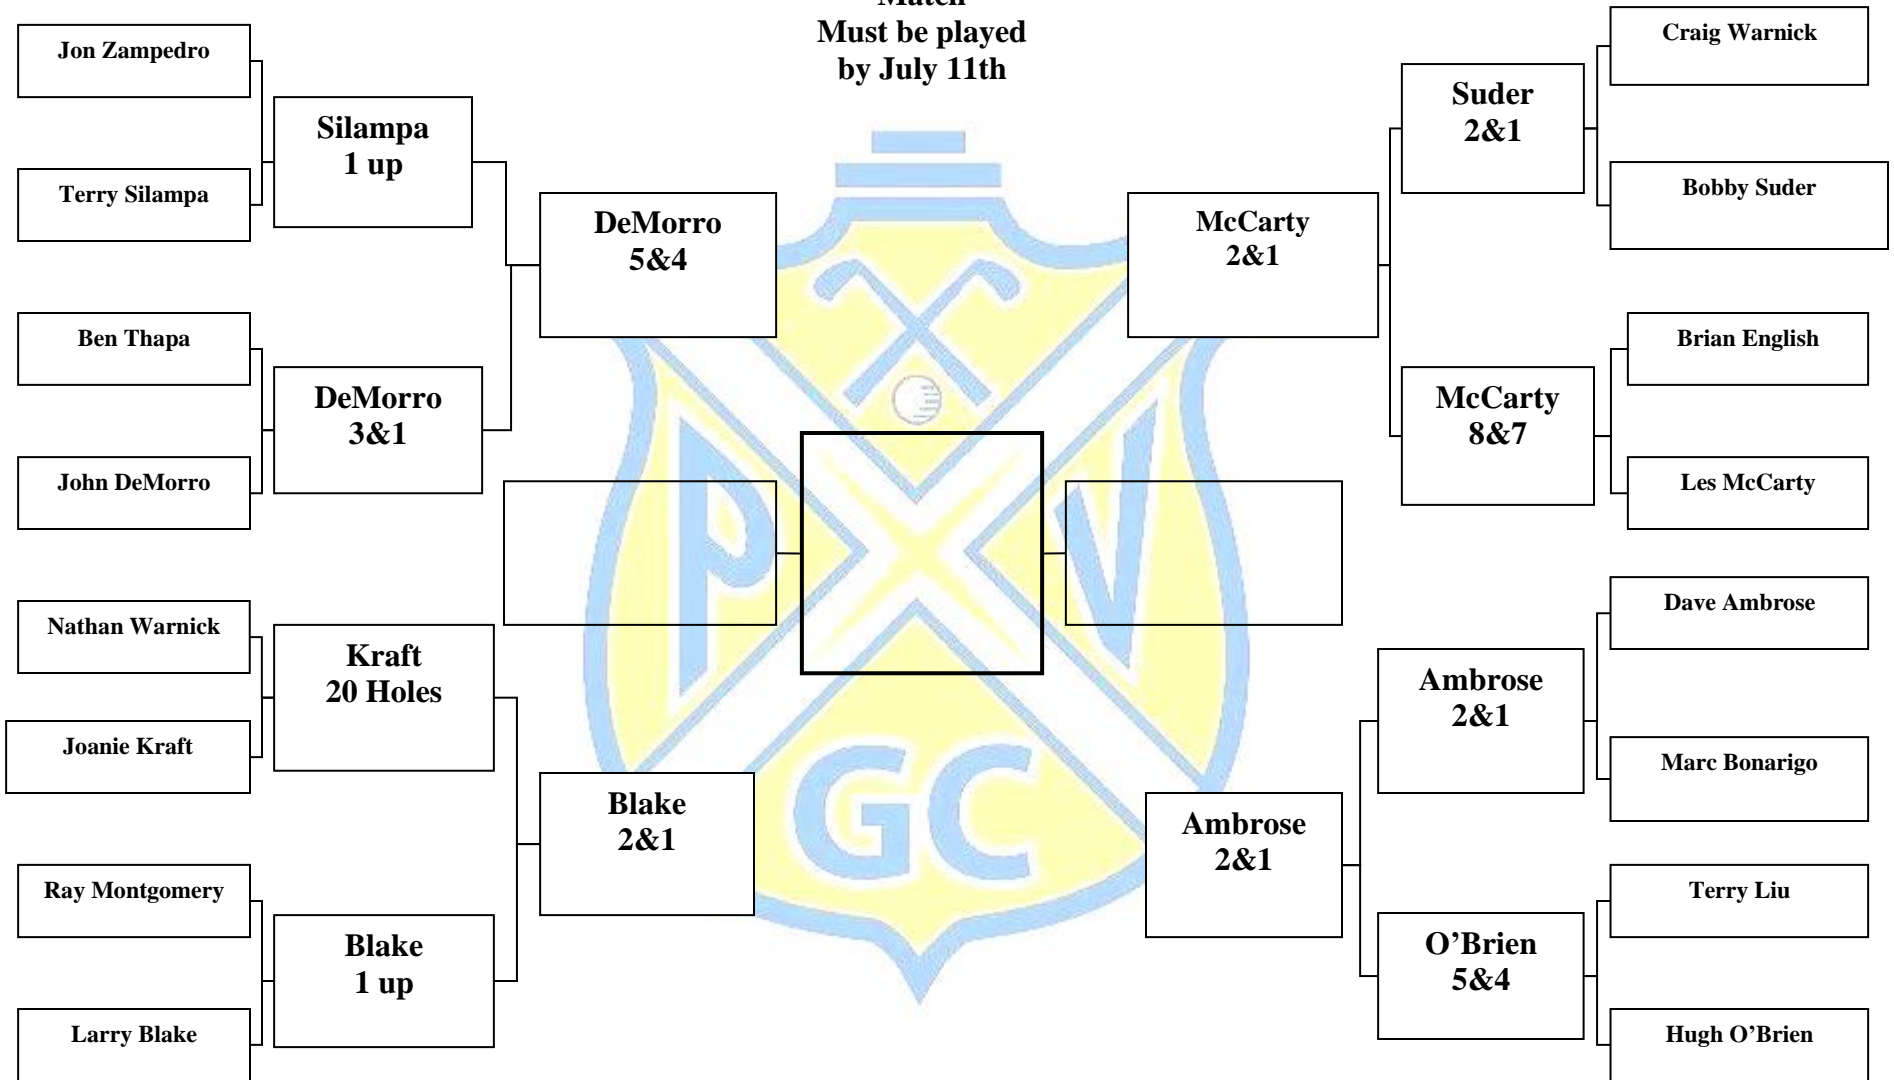 Match
Must be played
by July 11th
Jon Zampedro
Terry Silampa
Ben Thapa
John DeMorro
Nathan Warnick
Joanie Kraft
Ray Montgomery
Larry Blake
Silampa
1 up
DeMorro
3&1
Kraft
20 Holes
Blake
1 up
DeMorro
5&4
Blake
2&1
P V
GC
McCarty
2&1
Ambrose
2&1
Suder
2&1
McCarty
8&7
Ambrose
2&1
O’Brien
5&4
Craig Warnick
Bobby Suder
Brian English
Les McCarty
Dave Ambrose
Marc Bonarigo
Terry Liu
Hugh O’Brien